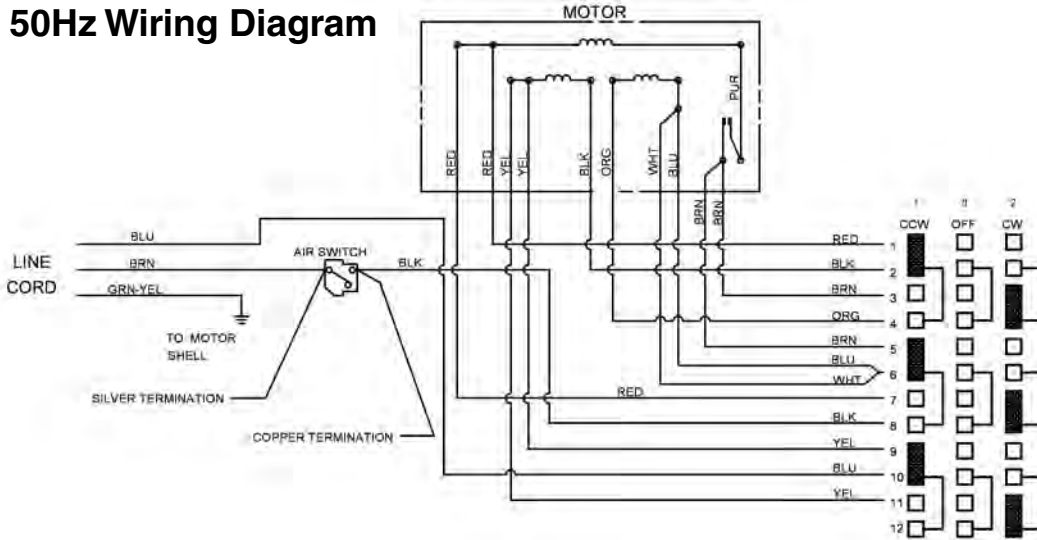 50Hz Wiring Diagram
MOTOR
PUR
RED
RED
YEL
YEL
BLK
ORG
WHT
BLU
BRN
BRN
1
2
CCW
OFF
CW
LINE
CORD
BLU
BRN
GRN-YEL
AIR SWITCH
BLK
TO MOTOR
SHELL
SILVER TERMINATION
COPPER TERMINATION
RED
RED 1
BLK 2
BRN 3
ORG 4
BRN 5
BLU
6
WHT
7
BLK 8
YEL 9
BLU 10
YEL 11
12